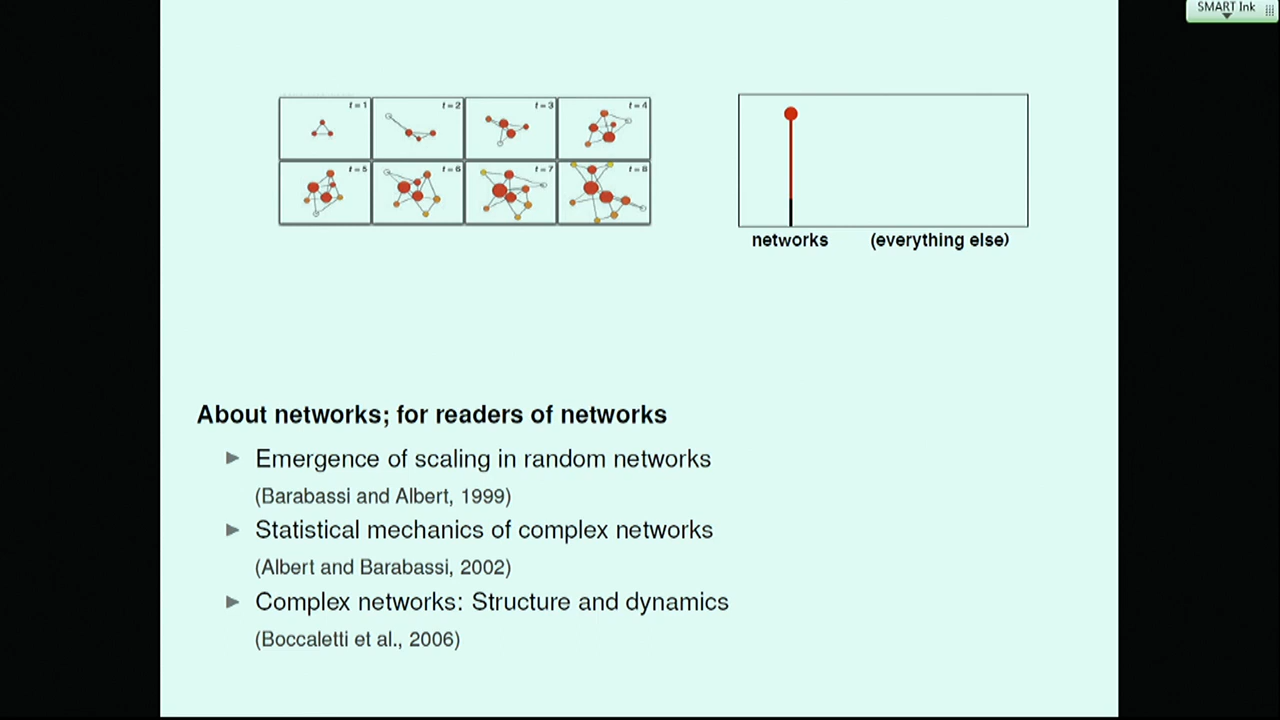 SMART Ink
t = 1
t = 2
t = 3
t = 4
t = 5
t = 6
t = 7
t = 8
networks
(everything else)
About networks; for readers of networks
Emergence of scaling in random networks
(Barabassi and Albert, 1999)
Statistical mechanics of complex networks
(Albert and Barabassi, 2002)
Complex networks: Structure and dynamics
(Boccaletti et al., 2006)